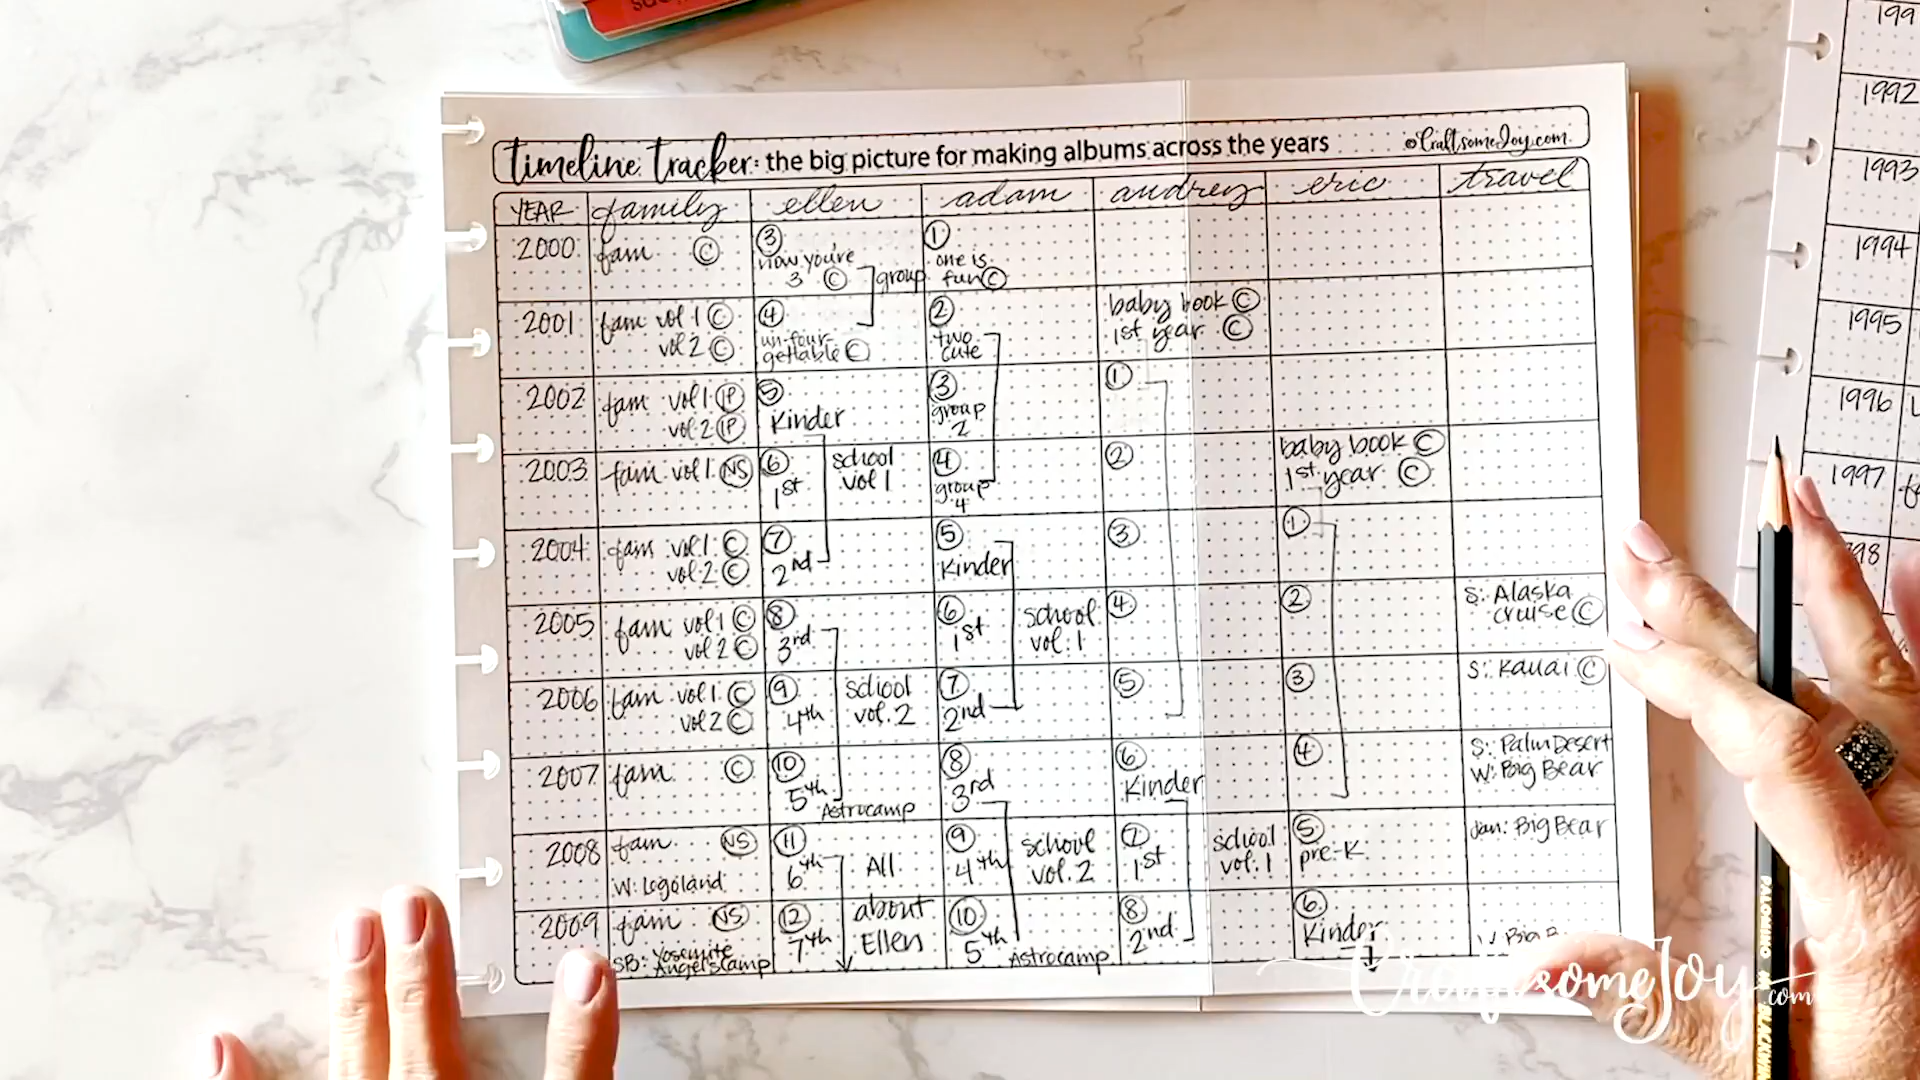 timeline tracker: the big picture for making albums across the years ©CraftsomeJoy.com
YEAR family ellen adam audrey eric travel
2000 fam © ③ now you're 3 © group ① one is fun ©
2001 fam vol 1 © vol 2 © ④ un-four-gettable © ② two cute baby book © 1st year ©
2002 fam vol 1 IP vol 2 IP ⑤ Kinder ③ group 2 ①
2003 fam vol 1 NS ⑥ 1st school vol 1 ④ group 4 ② baby book © 1st year ©
2004 fam vol 1 © vol 2 © ⑦ 2nd ⑤ Kinder ③ ①
2005 fam vol 1 © vol 2 © ⑧ 3rd ⑥ 1st school vol. 1 ④ ② S: Alaska cruise ©
2006 fam vol 1 © vol 2 © ⑨ 4th school vol. 2 ⑦ 2nd ⑤ ③ S: Kauai ©
2007 fam © ⑩ 5th Astrocamp ⑧ 3rd ⑥ Kinder ④ S: Palm Desert W: Big Bear
2008 fam NS W: Legoland ⑪ 6th All ⑨ 4th school vol. 2 ⑦ 1st school vol. 1 ⑤ pre-K Jan: Big Bear
2009 fam NS SB: Yosemite Angels Camp ⑫ 7th about Ellen ⑩ 5th Astrocamp ⑧ 2nd ⑥ Kinder
199
1992
1993
1994
1995
1996
1997
98
CraftsomeJoy
.com